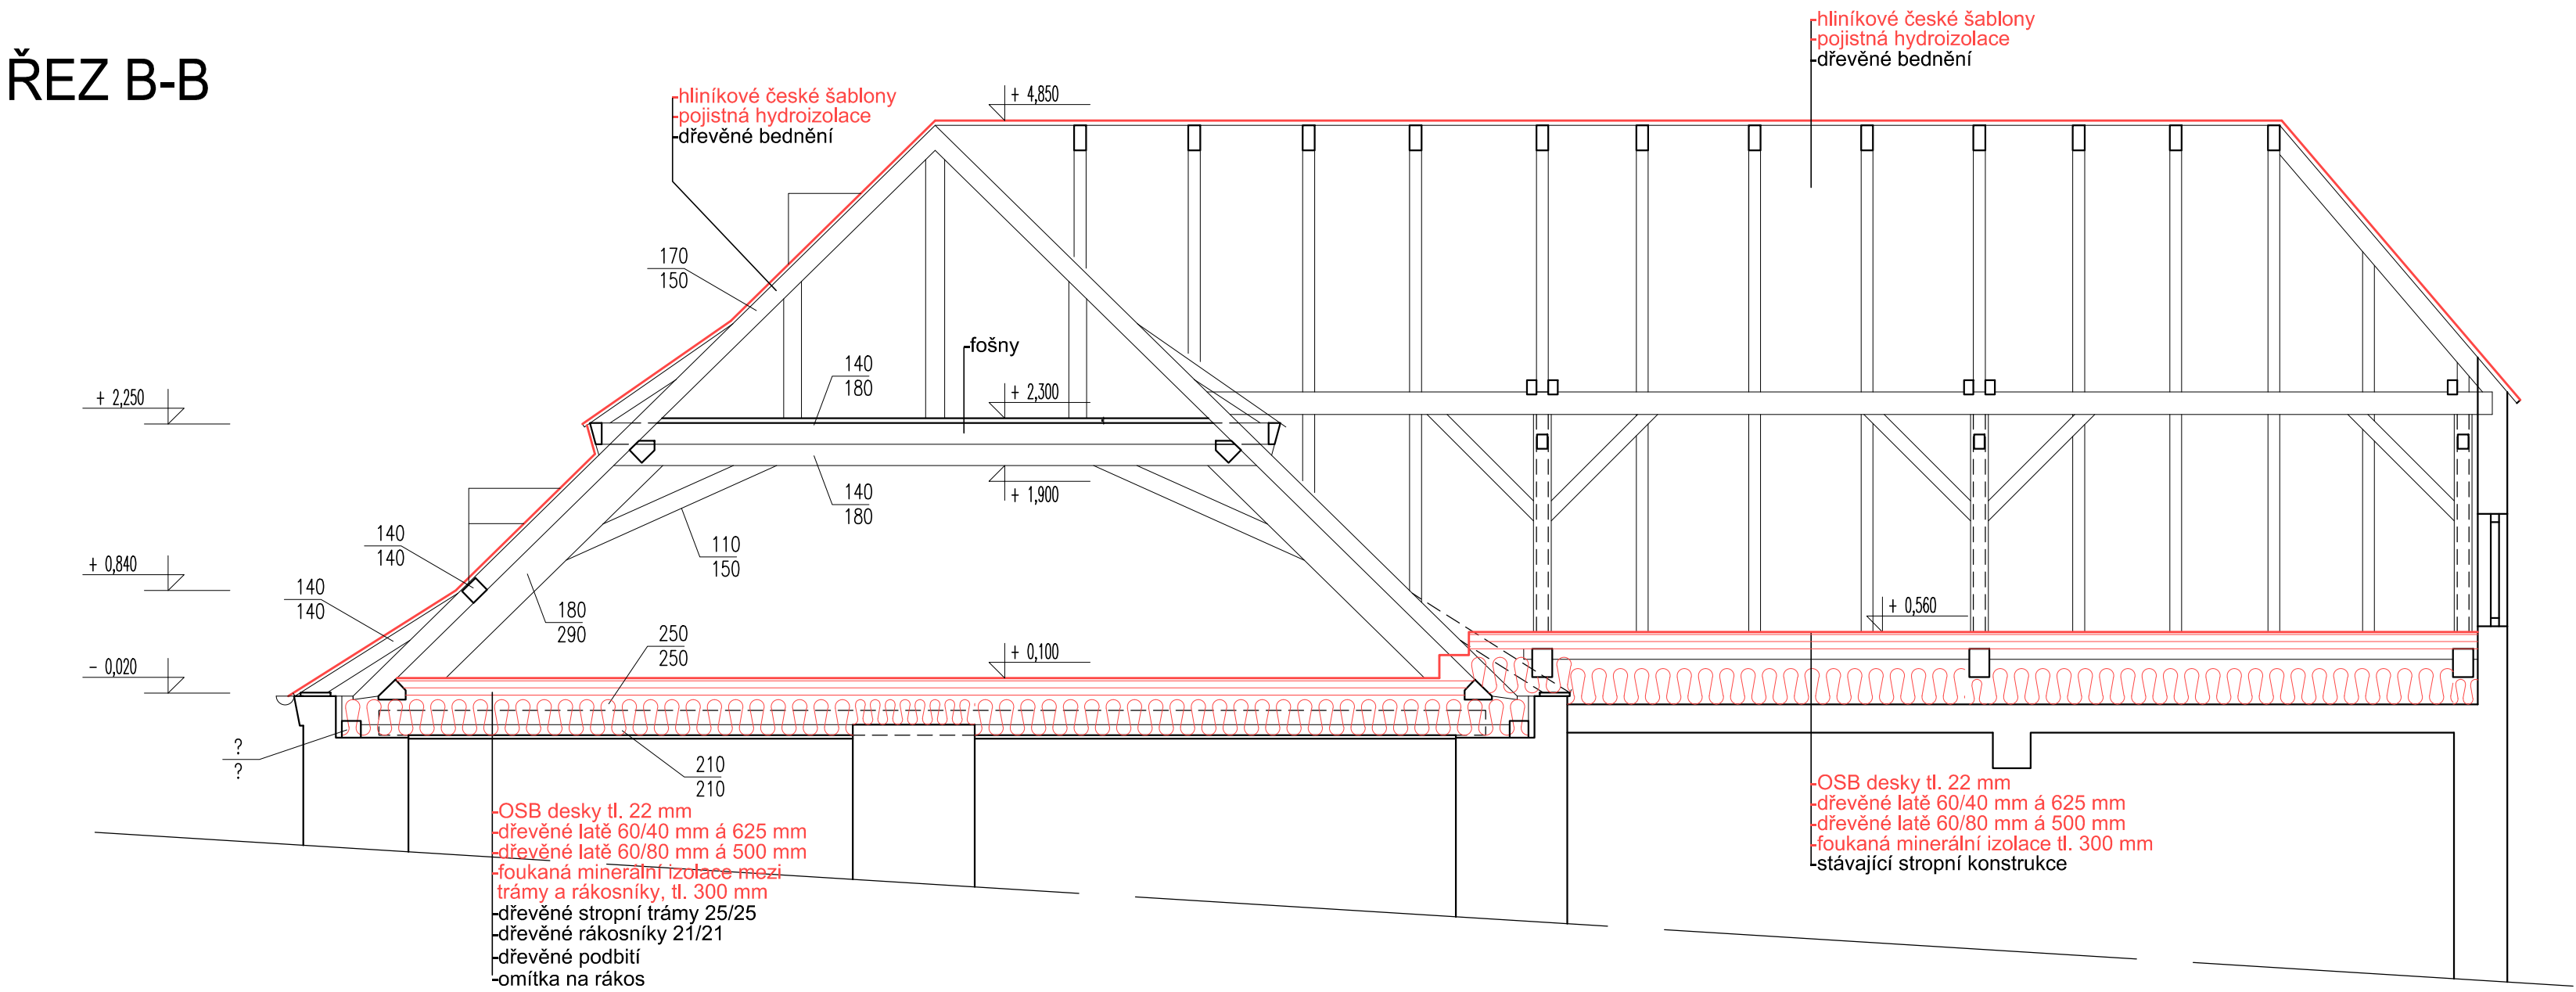 ŘEZ B-B
-hliníkové české šablony
-pojistná hydroizolace
-dřevěné bednění
-hliníkové české šablony
-pojistná hydroizolace
-dřevěné bednění
+ 4,850
170
150
-fošny
140
180
+ 2,300
+ 2,250
+ 1,900
140
180
140
140
110
150
+ 0,840
140
140
180
290
+ 0,560
250
250
+ 0,100
- 0,020
?
?
210
210
-OSB desky tl. 22 mm
-dřevěné latě 60/40 mm á 625 mm
-dřevěné latě 60/80 mm á 500 mm
-foukaná minerální izolace mezi
trámy a rákosníky, tl. 300 mm
-dřevěné stropní trámy 25/25
-dřevěné rákosníky 21/21
-dřevěné podbití
-omítka na rákos
-OSB desky tl. 22 mm
-dřevěné latě 60/40 mm á 625 mm
-dřevěné latě 60/80 mm á 500 mm
-foukaná minerální izolace tl. 300 mm
-stávající stropní konstrukce